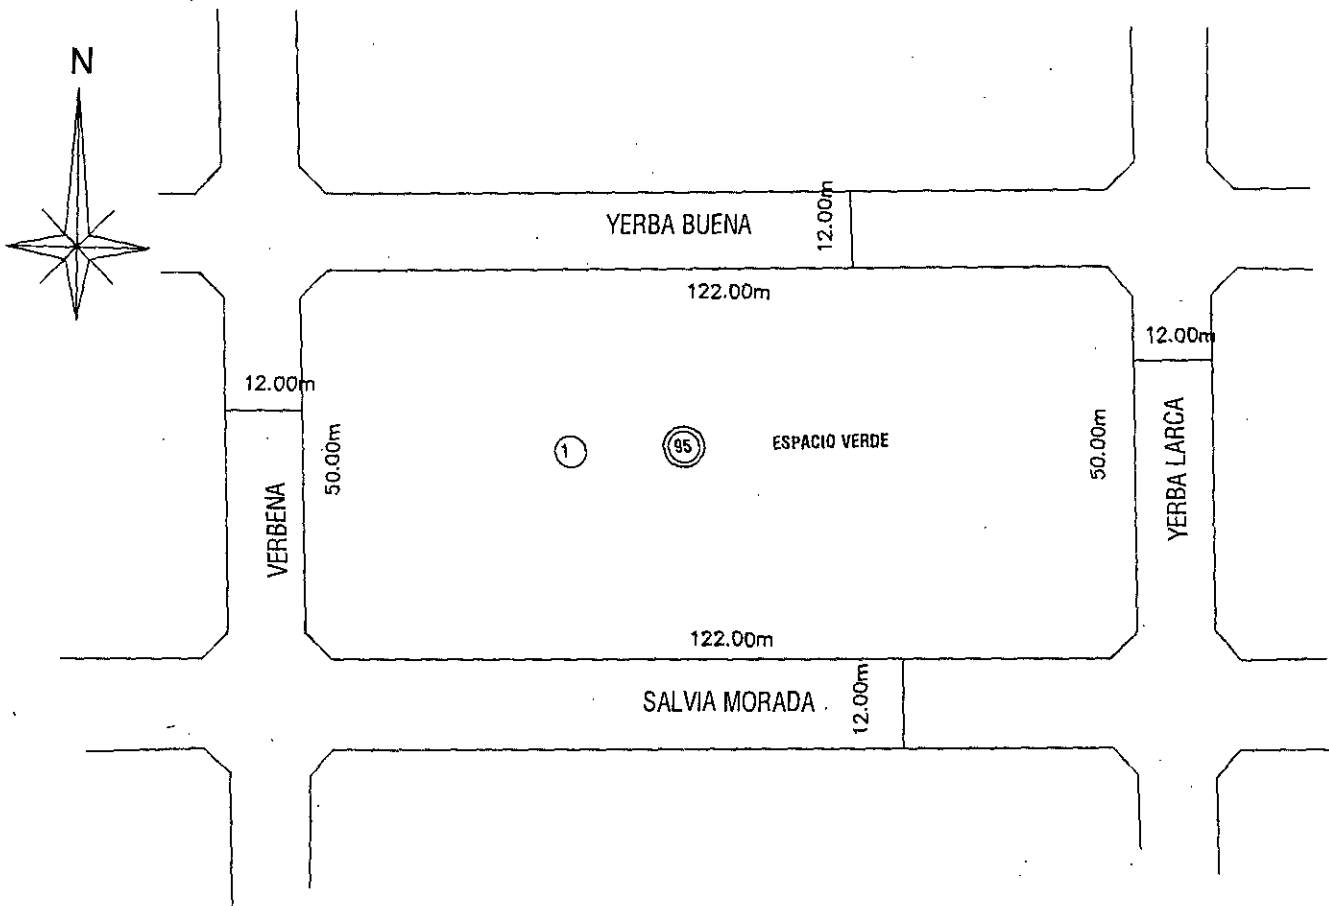 N
YERBA BUENA
12.00m
122.00m
12.00m
12.00m
50.00m
VERBENA
1
95
ESPACIO VERDE
50.00m
YERBA LARCA
122.00m
SALVIA MORADA
12.00m